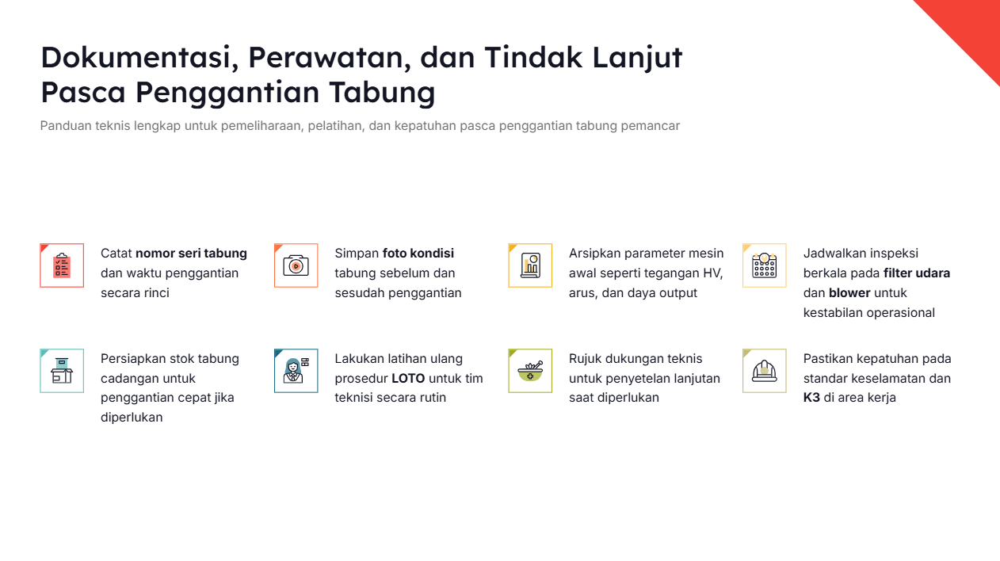 Dokumentasi, Perawatan, dan Tindak Lanjut
Pasca Penggantian Tabung
Panduan teknis lengkap untuk pemeliharaan, pelatihan, dan kepatuhan pasca penggantian tabung pemancar
Catat nomor seri tabung
dan waktu penggantian
secara rinci
Simpan foto kondisi
tabung sebelum dan
sesudah penggantian
Arsipkan parameter mesin
awal seperti tegangan HV,
arus, dan daya output
Jadwalkan inspeksi
berkala pada filter udara
dan blower untuk
kestabilan operasional
Persiapkan stok tabung
cadangan untuk
penggantian cepat jika
diperlukan
Lakukan latihan ulang
prosedur LOTO untuk tim
teknisi secara rutin
Rujuk dukungan teknis
untuk penyetelan lanjutan
saat diperlukan
Pastikan kepatuhan pada
standar keselamatan dan
K3 di area kerja